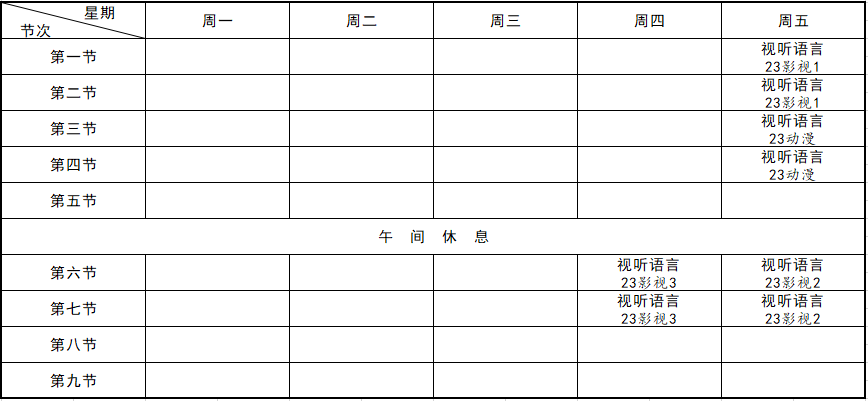 星期
节次
周一 周二 周三 周四 周五
第一节 视听语言
23影视1
第二节 视听语言
23影视1
第三节 视听语言
23动漫
第四节 视听语言
23动漫
第五节
午 间 休 息
第六节 视听语言 视听语言
23影视3 23影视2
第七节 视听语言 视听语言
23影视3 23影视2
第八节
第九节